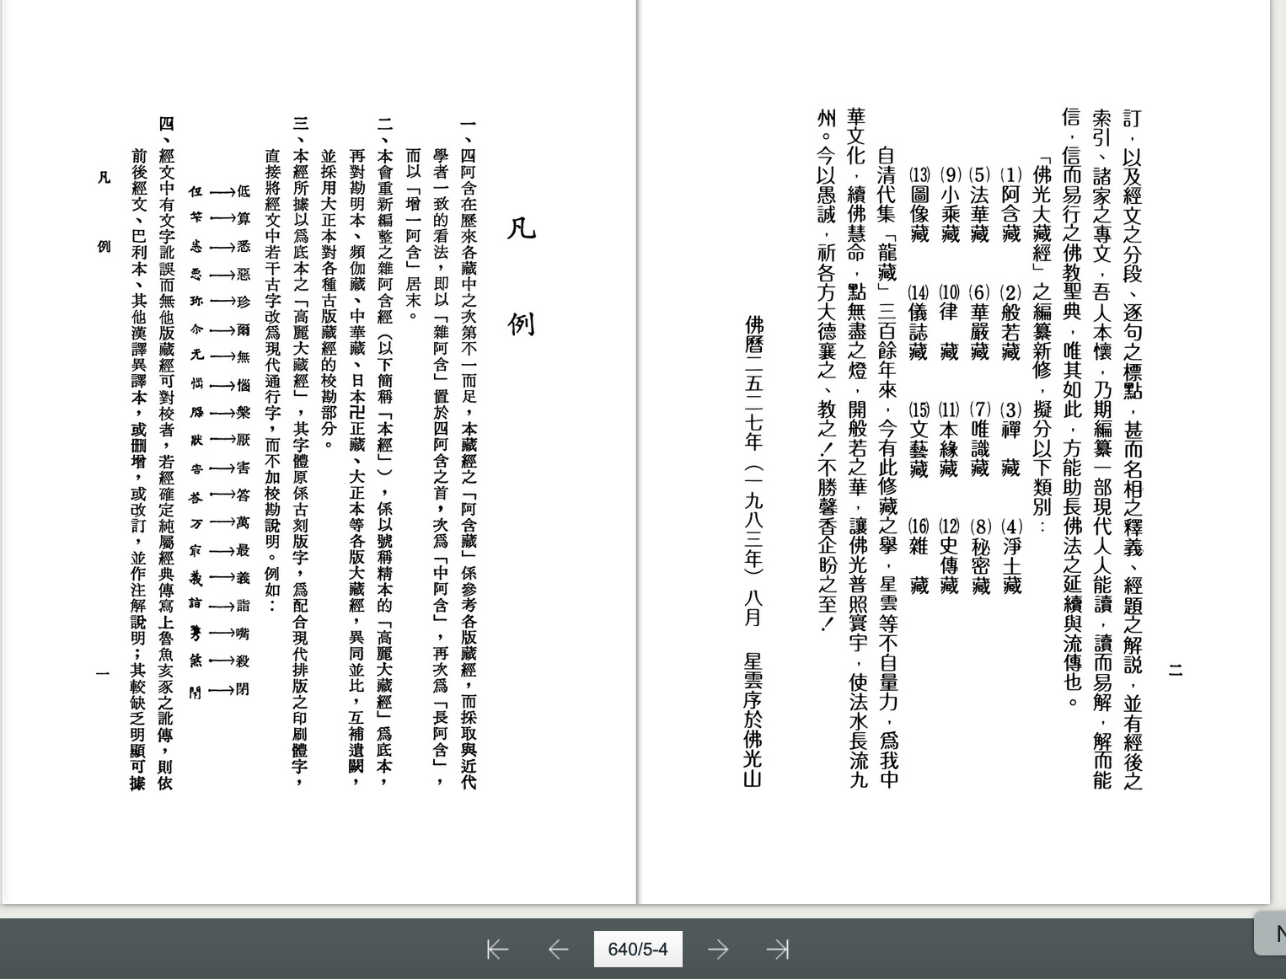 訂，以及經文之分段、逐句之標點，甚而名相之釋義、經題之解説，並有經後之
索引、諸家之專文，吾人本懷，乃期編纂一部現代人人能讀，讀而易解，解而能
信，信而易行之佛教聖典，唯其如此，方能助長佛法之延續與流傳也。
「佛光大藏經」之編纂新修，擬分以下類別：
(1)阿含藏　(2)般若藏　(3)禪　藏　(4)淨土藏
(5)法華藏　(6)華嚴藏　(7)唯識藏　(8)秘密藏
(9)小乘藏　(10)律　藏　(11)本緣藏　(12)史傳藏
(13)圖像藏　(14)儀誌藏　(15)文藝藏　(16)雜　藏
自清代集「龍藏」三百餘年來，今有此修藏之舉，星雲等不自量力，爲我中
華文化，續佛慧命，點無盡之燈，開般若之華，讓佛光普照寰宇，使法水長流九
州。今以愚誠，祈各方大德襄之、教之！不勝馨香企盼之至！
佛曆二五二七年（一九八三年）八月　星雲序於佛光山
二
凡　例
一、四阿含在歷來各藏中之次第不一而足，本藏經之「阿含藏」係參考各版藏經，而採取與近代
學者一致的看法，即以「雜阿含」置於四阿含之首，次爲「中阿含」，再次爲「長阿含」，
而以「增一阿含」居末。
二、本會重新編整之雜阿含經（以下簡稱「本經」），係以號稱精本的「高麗大藏經」爲底本，
再對勘明本、頻伽藏、中華藏、日本卍正藏、大正本等各版大藏經，異同並比，互補遺闕，
並採用大正本對各種古版藏經的校勘部分。
三、本經所據以爲底本之「高麗大藏經」，其字體原係古刻版字，爲配合現代排版之印刷體字，
直接將經文中若干古字改爲現代通行字，而不加校勘說明。例如：
→低
→算
→悉
→惡
→珍
→爾
无→無
→惱
→槃
→厭
→害
→答
万→萬
→最
→義
→詣
→嘴
→殺
→閉
四、經文中有文字訛誤而無他版藏經可對校者，若經確定純屬經典傳寫上魯魚亥豕之訛傳，則依
前後經文、巴利本、其他漢譯異譯本，或刪增，或改訂，並作注解說明；其較缺乏明顯可據
凡　例
一
640/5-4